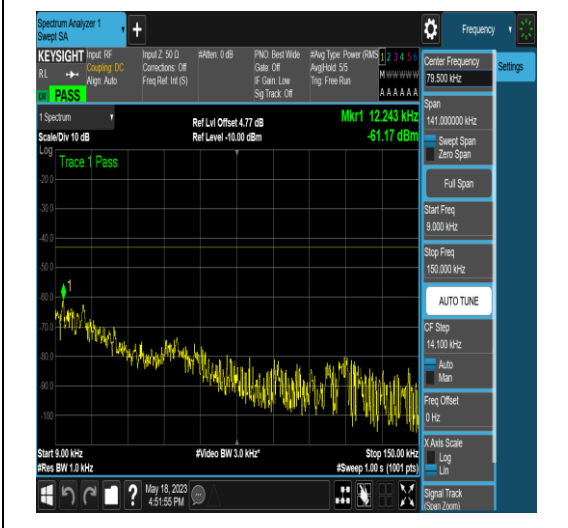 Spectrum Analyzer 1
Swept SA
Frequency
KEYSIGHT
RL
PASS
Input: RF
Coupling: DC
Align: Auto
Input Z: 50 Ω
Corrections: Off
Freq Ref: Int (S)
#Atten: 0 dB
PNO: Best Wide
Gate: Off
IF Gain: Low
Sig Track: Off
#Avg Type: Power (RMS
Avg|Hold: 5/5
Trig: Free Run
1 2 3 4 5 6
M W W W W W
A A A A A A
1 Spectrum
Scale/Div 10 dB
Ref Lvl Offset 4.77 dB
Ref Level -10.00 dBm
Mkr1 12.243 kHz
-61.17 dBm
Log
Trace 1 Pass
-20.0
-30.0
-40.0
-50.0
-60.0
-70.0
-80.0
-90.0
-100
1
Start 9.00 kHz
#Res BW 1.0 kHz
#Video BW 3.0 kHz*
Stop 150.00 kHz
#Sweep 1.00 s (1001 pts)
May 18, 2023
4:51:55 PM
Center Frequency
79.500 kHz
Settings
Span
141.000000 kHz
Swept Span
Zero Span
Full Span
Start Freq
9.000 kHz
Stop Freq
150.000 kHz
AUTO TUNE
CF Step
14.100 kHz
Auto
Man
Freq Offset
0 Hz
X Axis Scale
Log
Lin
Signal Track
(Span Zoom)